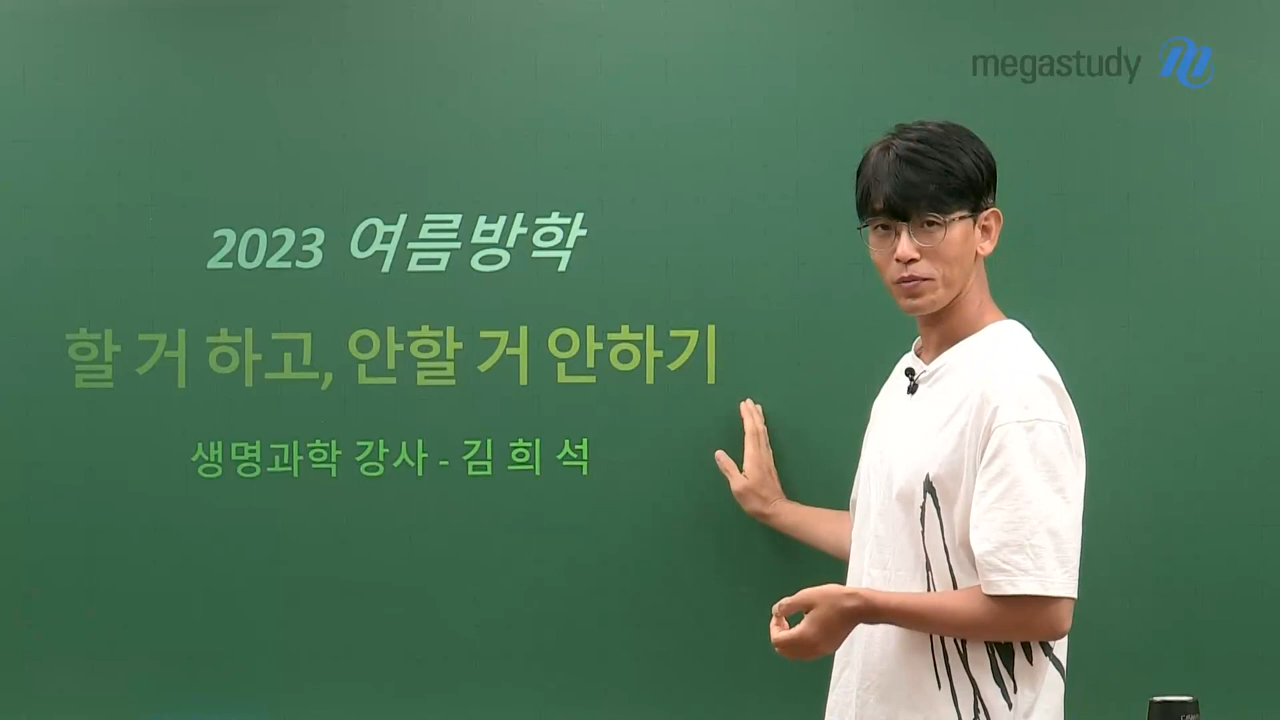 megastudy
2023 여름방학
할 거 하고, 안할 거 안하기
생명과학 강사 - 김 희 석